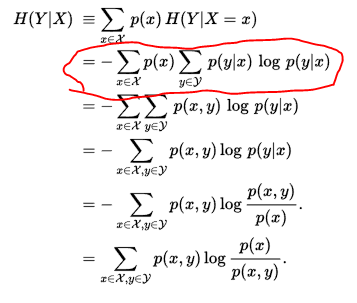 H(Y|X) ≡ ∑_{x∈𝒳} p(x) H(Y|X = x)
= −∑_{x∈𝒳} p(x) ∑_{y∈𝒴} p(y|x) log p(y|x)
= −∑_{x∈𝒳} ∑_{y∈𝒴} p(x, y) log p(y|x)
= − ∑_{x∈𝒳,y∈𝒴} p(x, y) log p(y|x)
= − ∑_{x∈𝒳,y∈𝒴} p(x, y) log p(x, y)/p(x).
= ∑_{x∈𝒳,y∈𝒴} p(x, y) log p(x)/p(x, y).